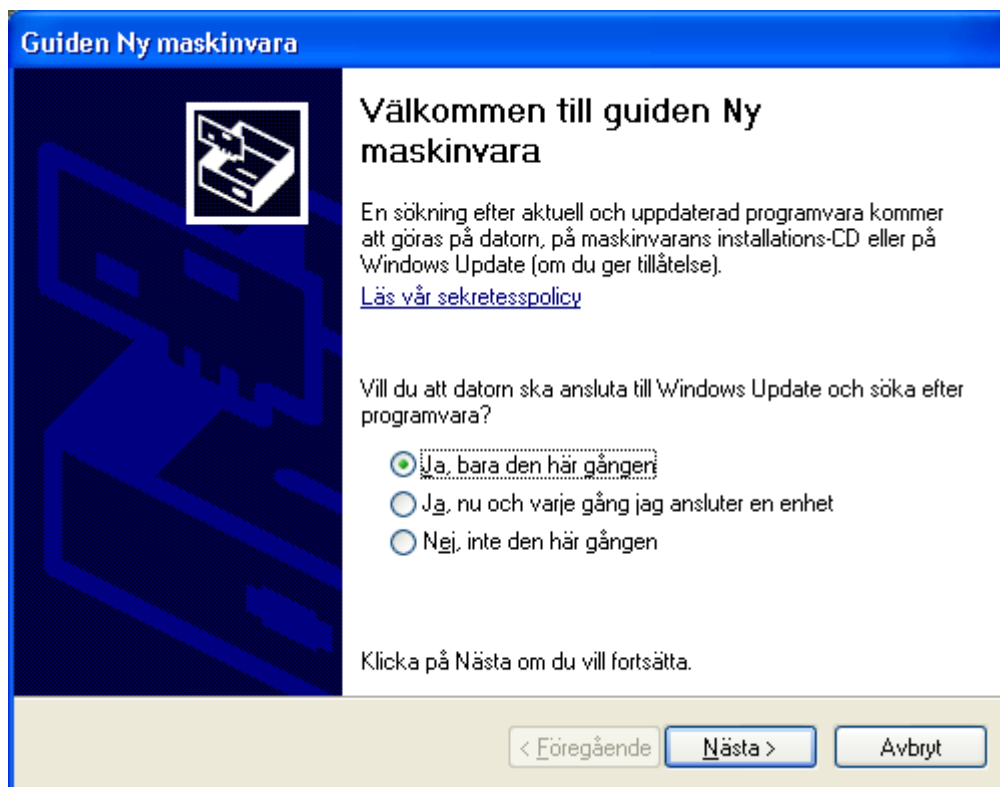 Guiden Ny maskinvara
Välkommen till guiden Ny
maskinvara
En sökning efter aktuell och uppdaterad programvara kommer
att göras på datorn, på maskinvarans installations-CD eller på
Windows Update (om du ger tillåtelse).
Läs vår sekretesspolicy
Vill du att datorn ska ansluta till Windows Update och söka efter
programvara?
Ja, bara den här gången
Ja, nu och varje gång jag ansluter en enhet
Nej, inte den här gången
Klicka på Nästa om du vill fortsätta.
< Föregående Nästa > Avbryt